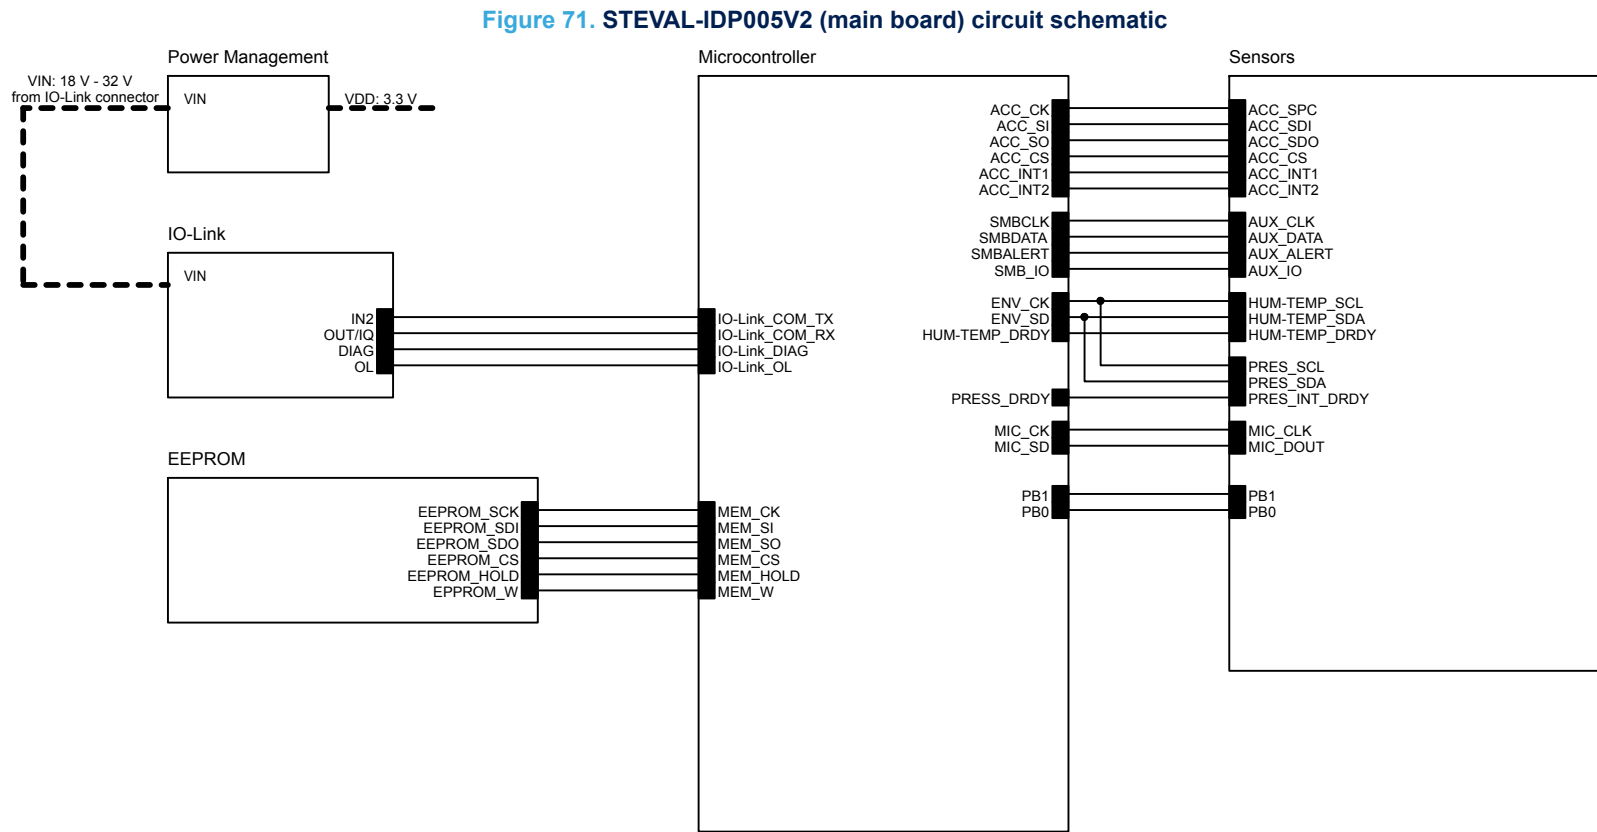 Figure 71. STEVAL-IDP005V2 (main board) circuit schematic
Power Management
Microcontroller
Sensors
VIN: 18 V - 32 V
from IO-Link connector
VIN
VDD: 3.3 V
IO-Link
VIN
IN2
OUT/IQ
DIAG
OL
EEPROM
EEPROM_SCK
EEPROM_SDI
EEPROM_SDO
EEPROM_CS
EEPROM_HOLD
EPPROM_W
IO-Link_COM_TX
IO-Link_COM_RX
IO-Link_DIAG
IO-Link_OL
MEM_CK
MEM_SI
MEM_SO
MEM_CS
MEM_HOLD
MEM_W
ACC_CK
ACC_SI
ACC_SO
ACC_CS
ACC_INT1
ACC_INT2
SMBCLK
SMBDATA
SMBALERT
SMB_IO
ENV_CK
ENV_SD
HUM-TEMP_DRDY
PRESS_DRDY
MIC_CK
MIC_SD
PB1
PB0
ACC_SPC
ACC_SDI
ACC_SDO
ACC_CS
ACC_INT1
ACC_INT2
AUX_CLK
AUX_DATA
AUX_ALERT
AUX_IO
HUM-TEMP_SCL
HUM-TEMP_SDA
HUM-TEMP_DRDY
PRES_SCL
PRES_SDA
PRES_INT_DRDY
MIC_CLK
MIC_DOUT
PB1
PB0